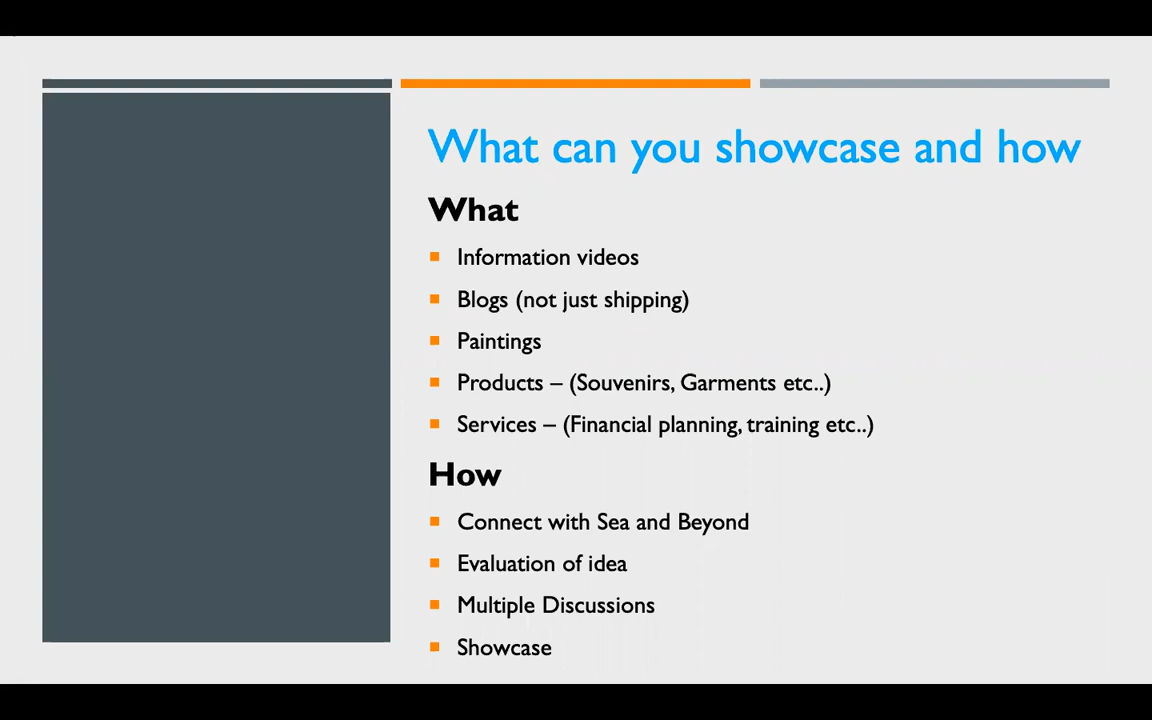 What can you showcase and how
What
Information videos
Blogs (not just shipping)
Paintings
Products – (Souvenirs, Garments etc..)
Services – (Financial planning, training etc..)
How
Connect with Sea and Beyond
Evaluation of idea
Multiple Discussions
Showcase